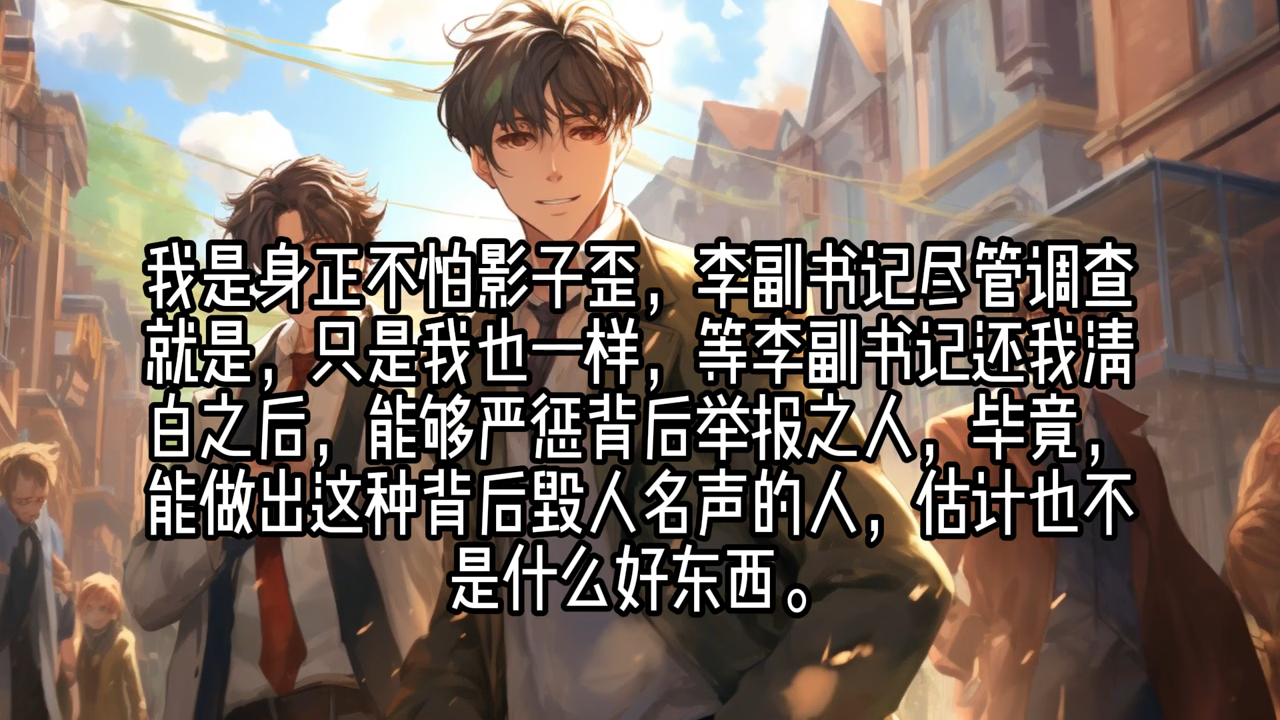 我是身正不怕影子歪，李副书记尽管调查
就是，只是我也一样，等李副书记还我清
白之后，能够严惩背后举报之人，毕竟，
能做出这种背后毁人名声的人，估计也不
是什么好东西。